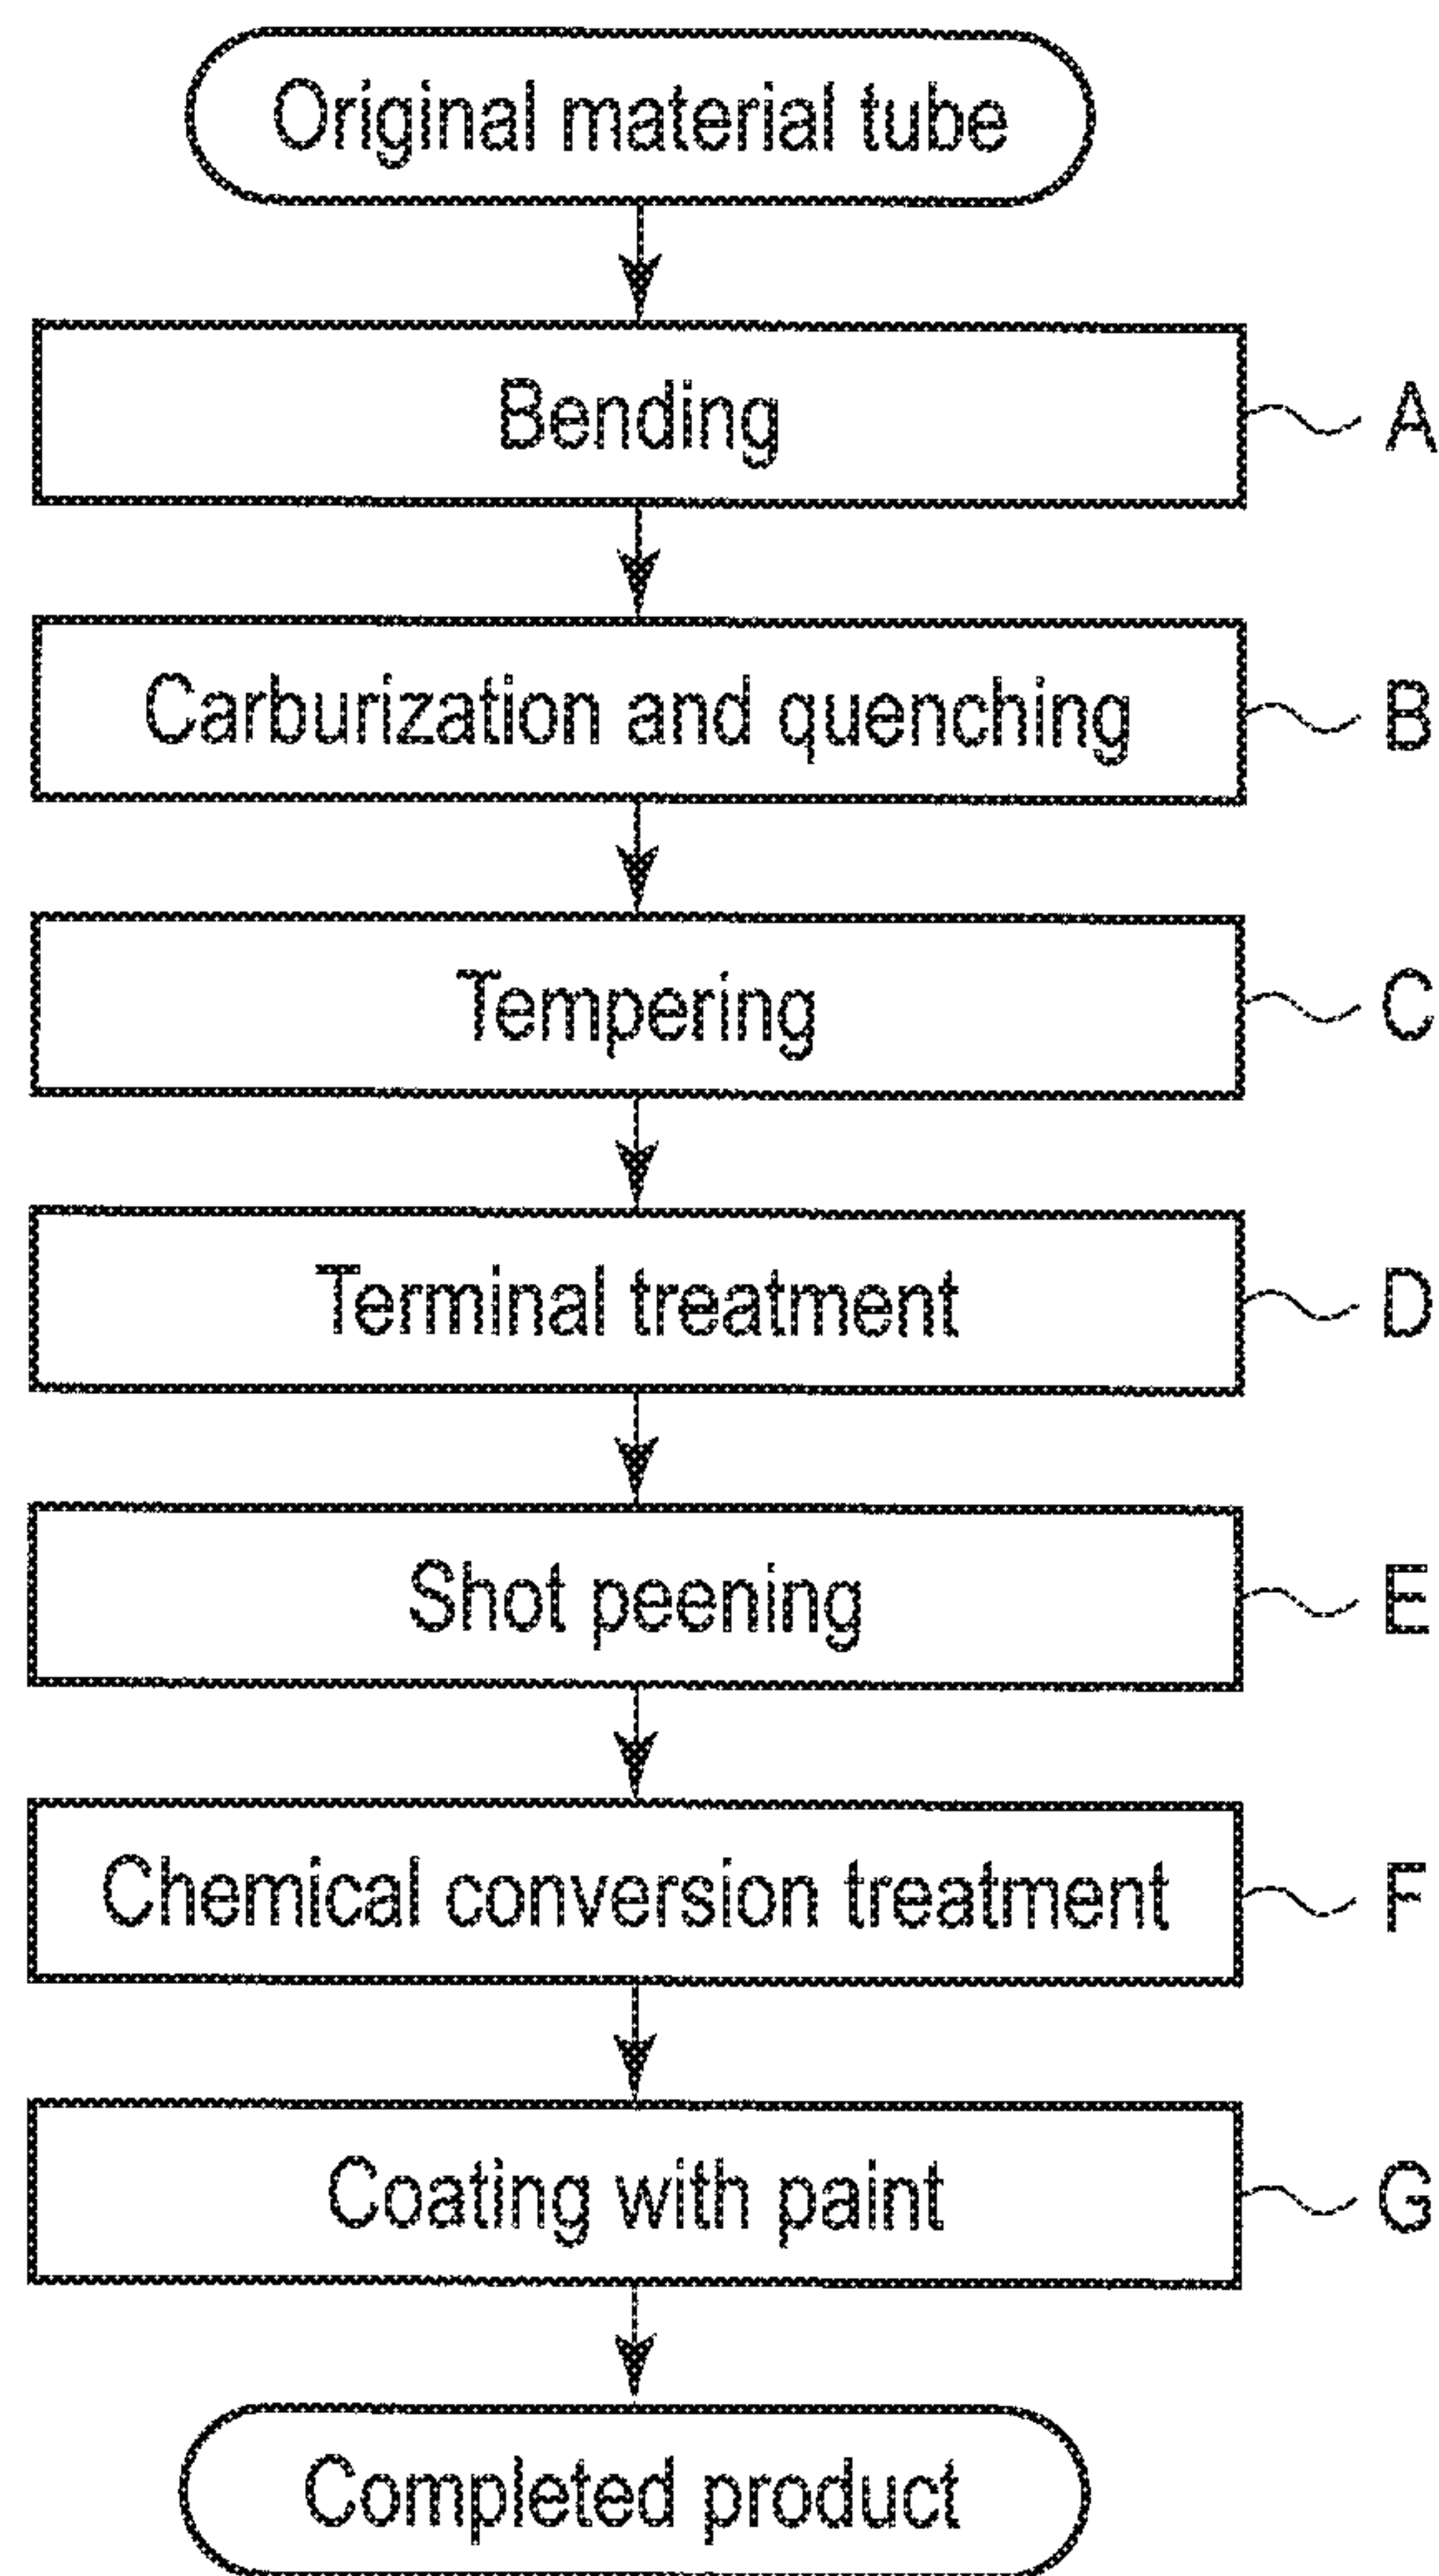 Original material tube
Bending
A
Carburization and quenching
B
Tempering
C
Terminal treatment
D
Shot peening
E
Chemical conversion treatment
F
Coating with paint
G
Completed product